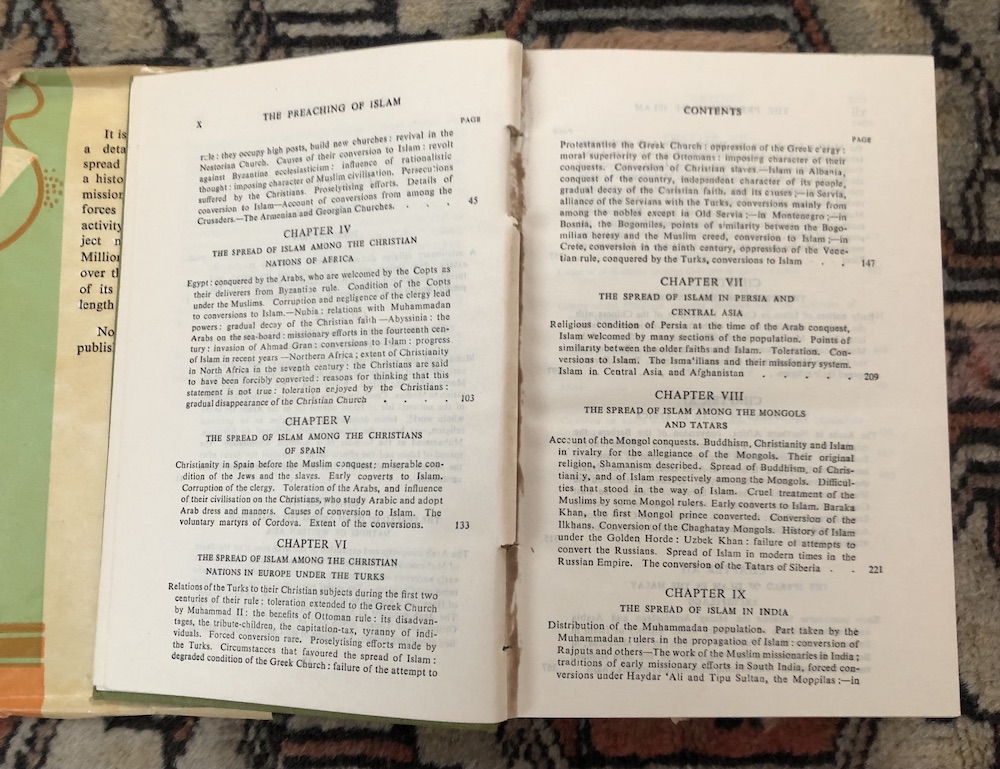 It is
a deta
spread
a histo
mission
forces
activity
ject n
Million
over th
of its
length
No
publis
X
THE PREACHING OF ISLAM
PAGE
rule: they occupy high posts, build new churches: revival in the
Nestorian Church. Causes of their conversion to Islam: revolt
against Byzantine ecclesiasticism: influence of rationalistic
thought: imposing character of Muslim civilisation. Persecutions
suffered by the Christians. Proselytising efforts. Details of
conversion to Islam—Account of conversions from among the
Crusaders.—The Armenian and Georgian Churches. . . . 45
CHAPTER IV
THE SPREAD OF ISLAM AMONG THE CHRISTIAN
NATIONS OF AFRICA
Egypt: conquered by the Arabs, who are welcomed by the Copts as
their deliverers from Byzantine rule. Condition of the Copts
under the Muslims. Corruption and negligence of the clergy lead
to conversions to Islam.—Nubia: relations with Muhammadan
powers: gradual decay of the Christian faith—Abyssinia: the
Arabs on the sea-board: missionary efforts in the fourteenth cen-
tury: invasion of Ahmad Gran: conversions to Islam: progress
of Islam in recent years—Northern Africa; extent of Christianity
in North Africa in the seventh century: the Christians are said
to have been forcibly converted: reasons for thinking that this
statement is not true: toleration enjoyed by the Christians:
gradual disappearance of the Christian Church . . . . 103
CHAPTER V
THE SPREAD OF ISLAM AMONG THE CHRISTIANS
OF SPAIN
Christianity in Spain before the Muslim conquest: miserable con-
dition of the Jews and the slaves. Early converts to Islam.
Corruption of the clergy. Toleration of the Arabs, and influence
of their civilisation on the Christians, who study Arabic and adopt
Arab dress and manners. Causes of conversion to Islam. The
voluntary martyrs of Cordova. Extent of the conversions. 133
CHAPTER VI
THE SPREAD OF ISLAM AMONG THE CHRISTIAN
NATIONS IN EUROPE UNDER THE TURKS
Relations of the Turks to their Christian subjects during the first two
centuries of their rule: toleration extended to the Greek Church
by Muhammad II: the benefits of Ottoman rule: its disadvan-
tages, the tribute-children, the capitation-tax, tyranny of indi-
viduals. Forced conversion rare. Proselytising efforts made by
the Turks. Circumstances that favoured the spread of Islam:
degraded condition of the Greek Church: failure of the attempt to
CONTENTS
PAGE
Protestantise the Greek Church: oppression of the Greek clergy:
moral superiority of the Ottomans: imposing character of their
conquests. Conversion of Christian slaves.—Islam in Albania,
conquest of the country, independent character of its people,
gradual decay of the Christian faith, and its causes;—in Servia,
alliance of the Servians with the Turks, conversions mainly from
among the nobles except in Old Servia;—in Montenegro;—in
Bosnia, the Bogomiles, points of similarity between the Bogo-
milian heresy and the Muslim creed, conversion to Islam;—in
Crete, conversion in the ninth century, oppression of the Vene-
tian rule, conquered by the Turks, conversions to Islam . . 147
CHAPTER VII
THE SPREAD OF ISLAM IN PERSIA AND
CENTRAL ASIA
Religious condition of Persia at the time of the Arab conquest,
Islam welcomed by many sections of the population. Points of
similarity between the older faiths and Islam. Toleration. Con-
versions to Islam. The Isma'ilians and their missionary system.
Islam in Central Asia and Afghanistan . . . . . . 209
CHAPTER VIII
THE SPREAD OF ISLAM AMONG THE MONGOLS
AND TATARS
Account of the Mongol conquests. Buddhism, Christianity and Islam
in rivalry for the allegiance of the Mongols. Their original
religion, Shamanism described. Spread of Buddhism, of Chris-
tiani y, and of Islam respectively among the Mongols. Difficul-
ties that stood in the way of Islam. Cruel treatment of the
Muslims by some Mongol rulers. Early converts to Islam. Baraka
Khan, the first Mongol prince converted. Conversion of the
Ilkhans. Conversion of the Chaghatay Mongols. History of Islam
under the Golden Horde: Uzbek Khan: failure of attempts to
convert the Russians. Spread of Islam in modern times in the
Russian Empire. The conversion of the Tatars of Siberia . . 221
CHAPTER IX
THE SPREAD OF ISLAM IN INDIA
Distribution of the Muhammadan population. Part taken by the
Muhammadan rulers in the propagation of Islam: conversion of
Rajputs and others—The work of the Muslim missionaries in India;
traditions of early missionary efforts in South India, forced con-
versions under Haydar 'Ali and Tipu Sultan, the Moppilas:—in